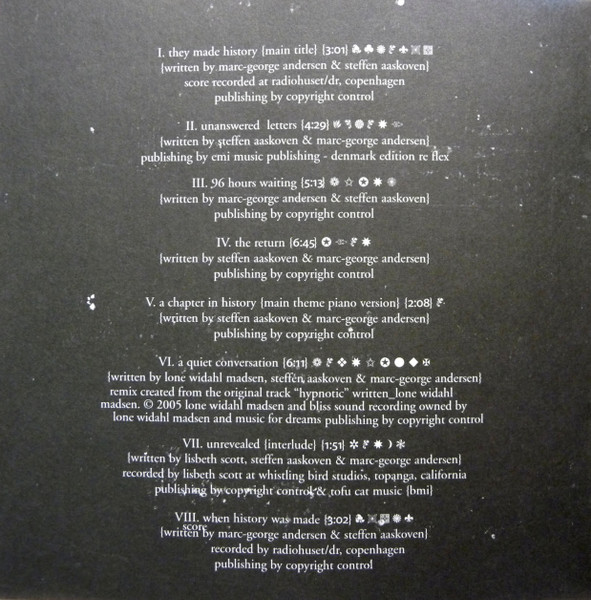 I. they made history {main title} {3:01}
{written by marc-george andersen & steffen aaskoven}
score recorded at radiohuset/dr, copenhagen
publishing by copyright control
II. unanswered letters {4:29}
{written by steffen aaskoven & marc-george andersen}
publishing by emi music publishing - denmark edition re flex
III. 96 hours waiting {5:13}
{written by marc-george andersen & steffen aaskoven}
publishing by copyright control
IV. the return {6:45}
{written by steffen aaskoven & marc-george andersen}
publishing by copyright control
V. a chapter in history {main theme piano version} {2:08}
{written by steffen aaskoven & marc-george andersen}
publishing by copyright control
VI. a quiet conversation {6:11}
{written by lone widahl madsen, steffen aaskoven & marc-george andersen}
remix created from the original track "hypnotic" written_lone widahl
madsen. © 2005 lone widahl madsen and bliss sound recording owned by
lone widahl madsen and music for dreams publishing by copyright control
VII. unrevealed {interlude} {1:51}
{written by lisbeth scott, steffen aaskoven & marc-george andersen}
recorded by lisbeth scott at whistling bird studios, topanga, california
publishing by copyright control & tofu cat music {bmi}
VIII. when history was made {3:02}
score
{written by marc-george andersen & steffen aaskoven}
recorded by radiohuset/dr, copenhagen
publishing by copyright control